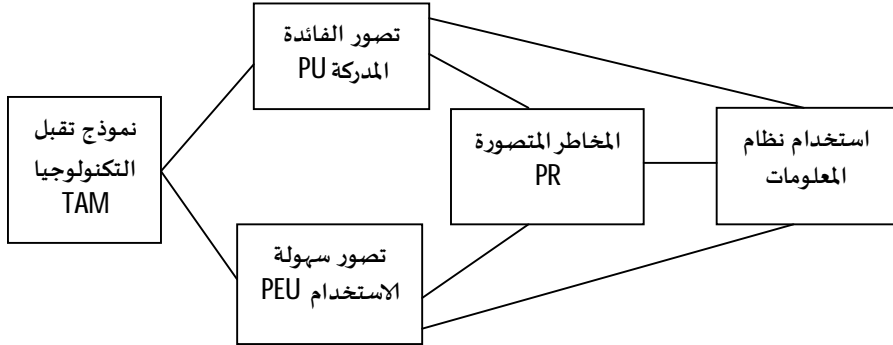 تصور الفائدة
المدركة PU
نموذج تقبل
التكنولوجيا
TAM
المخاطر المتصورة
PR
استخدام نظام
المعلومات
تصور سهولة
الاستخدام PEU